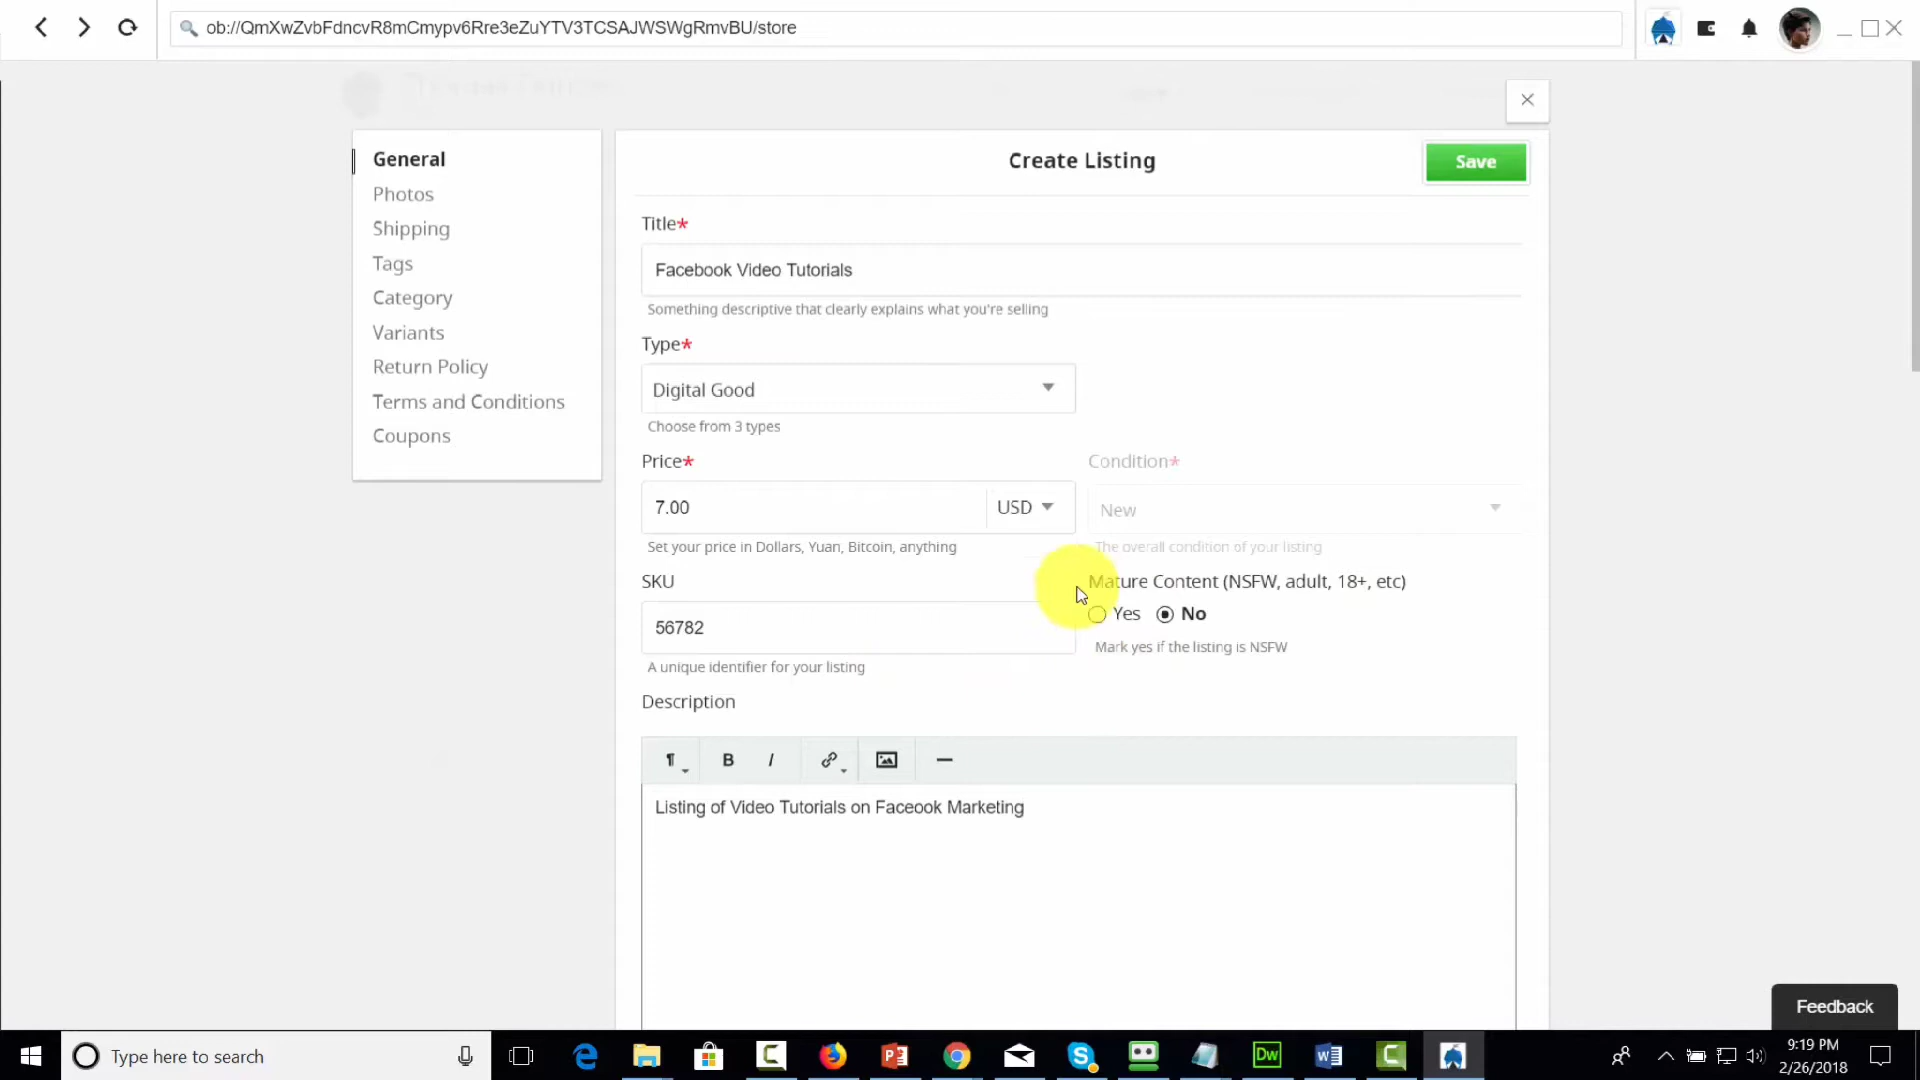 ob://QmXwZvbFdncvR8mCmypv6Rre3eZuYTV3TCSAJWSWgRmvBU/store
General
Photos
Shipping
Tags
Category
Variants
Return Policy
Terms and Conditions
Coupons
Create Listing
Save
Title*
Facebook Video Tutorials
Something descriptive that clearly explains what you're selling
Type*
Digital Good
Choose from 3 types
Price*
Condition*
7.00
USD
New
Set your price in Dollars, Yuan, Bitcoin, anything
The overall condition of your listing
SKU
Mature Content (NSFW, adult, 18+, etc)
Yes
No
56782
Mark yes if the listing is NSFW
A unique identifier for your listing
Description
B I
Listing of Video Tutorials on Faceook Marketing
Feedback
Type here to search
Dw
9:19 PM
2/26/2018